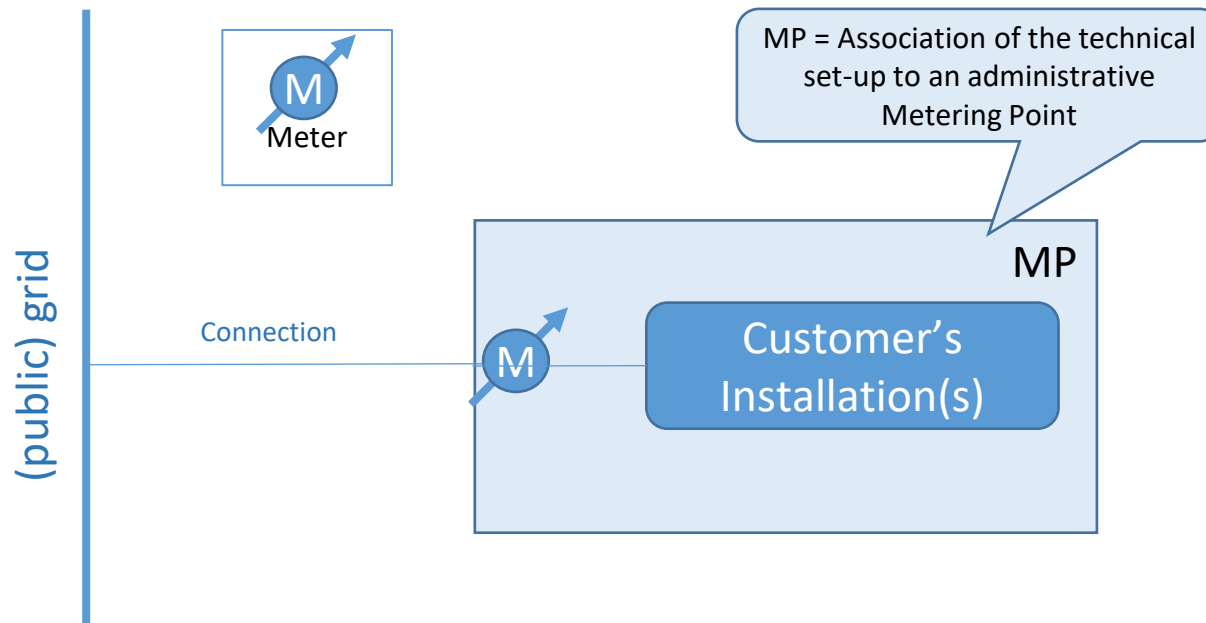 M
Meter
MP = Association of the technical
set-up to an administrative
Metering Point
(public) grid
Connection
M
MP
Customer’s
Installation(s)